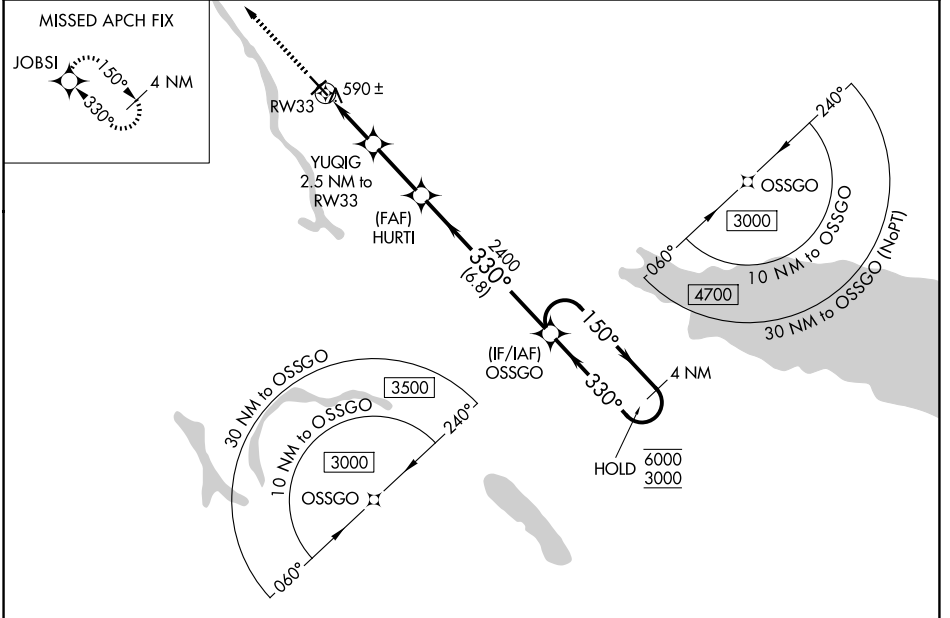 MISSED APCH FIX
JOBSI
150°
4 NM
330°
RW33
590 ±
YUQIG
2.5 NM to
RW33
(FAF)
HURTI
2400
330°
(6.8)
(IF/IAF)
OSSGO
150°
330°
4 NM
HOLD
6000
3000
240°
OSSGO
3000
060°
10 NM to OSSGO
4700
30 NM to OSSGO (NoPT)
30 NM to OSSGO
3500
10 NM to OSSGO
240°
3000
OSSGO
060°